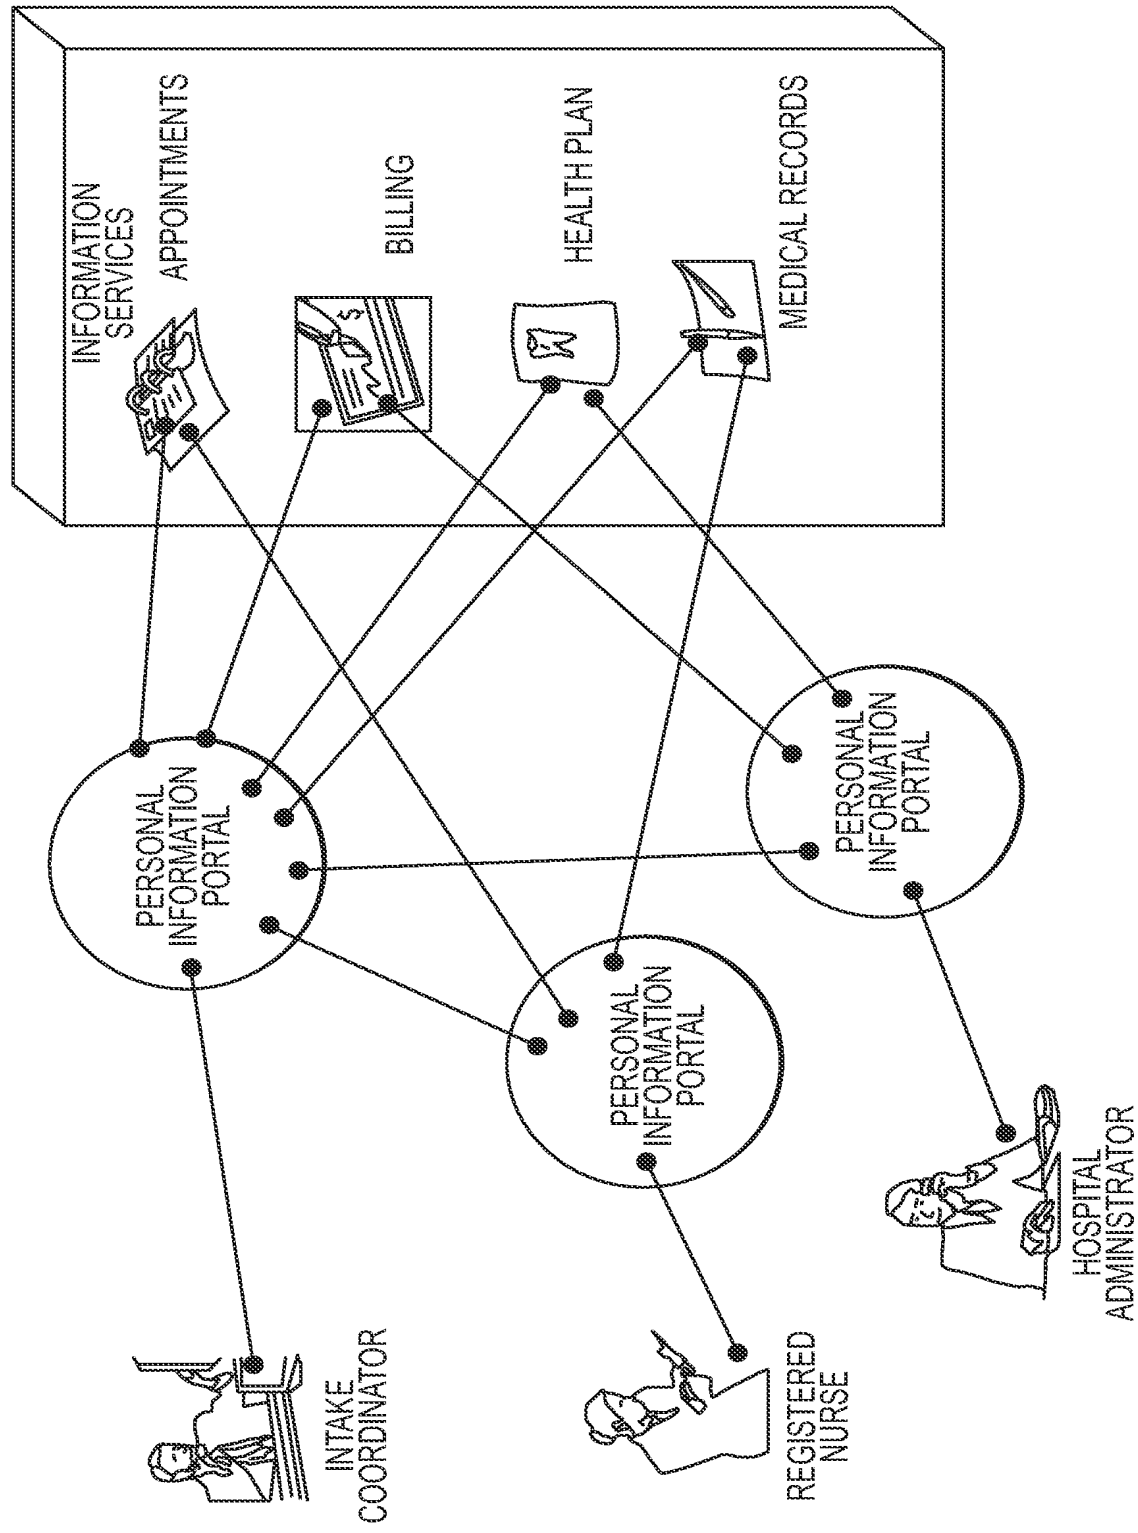 INFORMATION
SERVICES
APPOINTMENTS
BILLING
$
HEALTH PLAN
MEDICAL RECORDS
PERSONAL
INFORMATION
PORTAL
PERSONAL
INFORMATION
PORTAL
PERSONAL
INFORMATION
PORTAL
INTAKE
COORDINATOR
REGISTERED
NURSE
HOSPITAL
ADMINISTRATOR